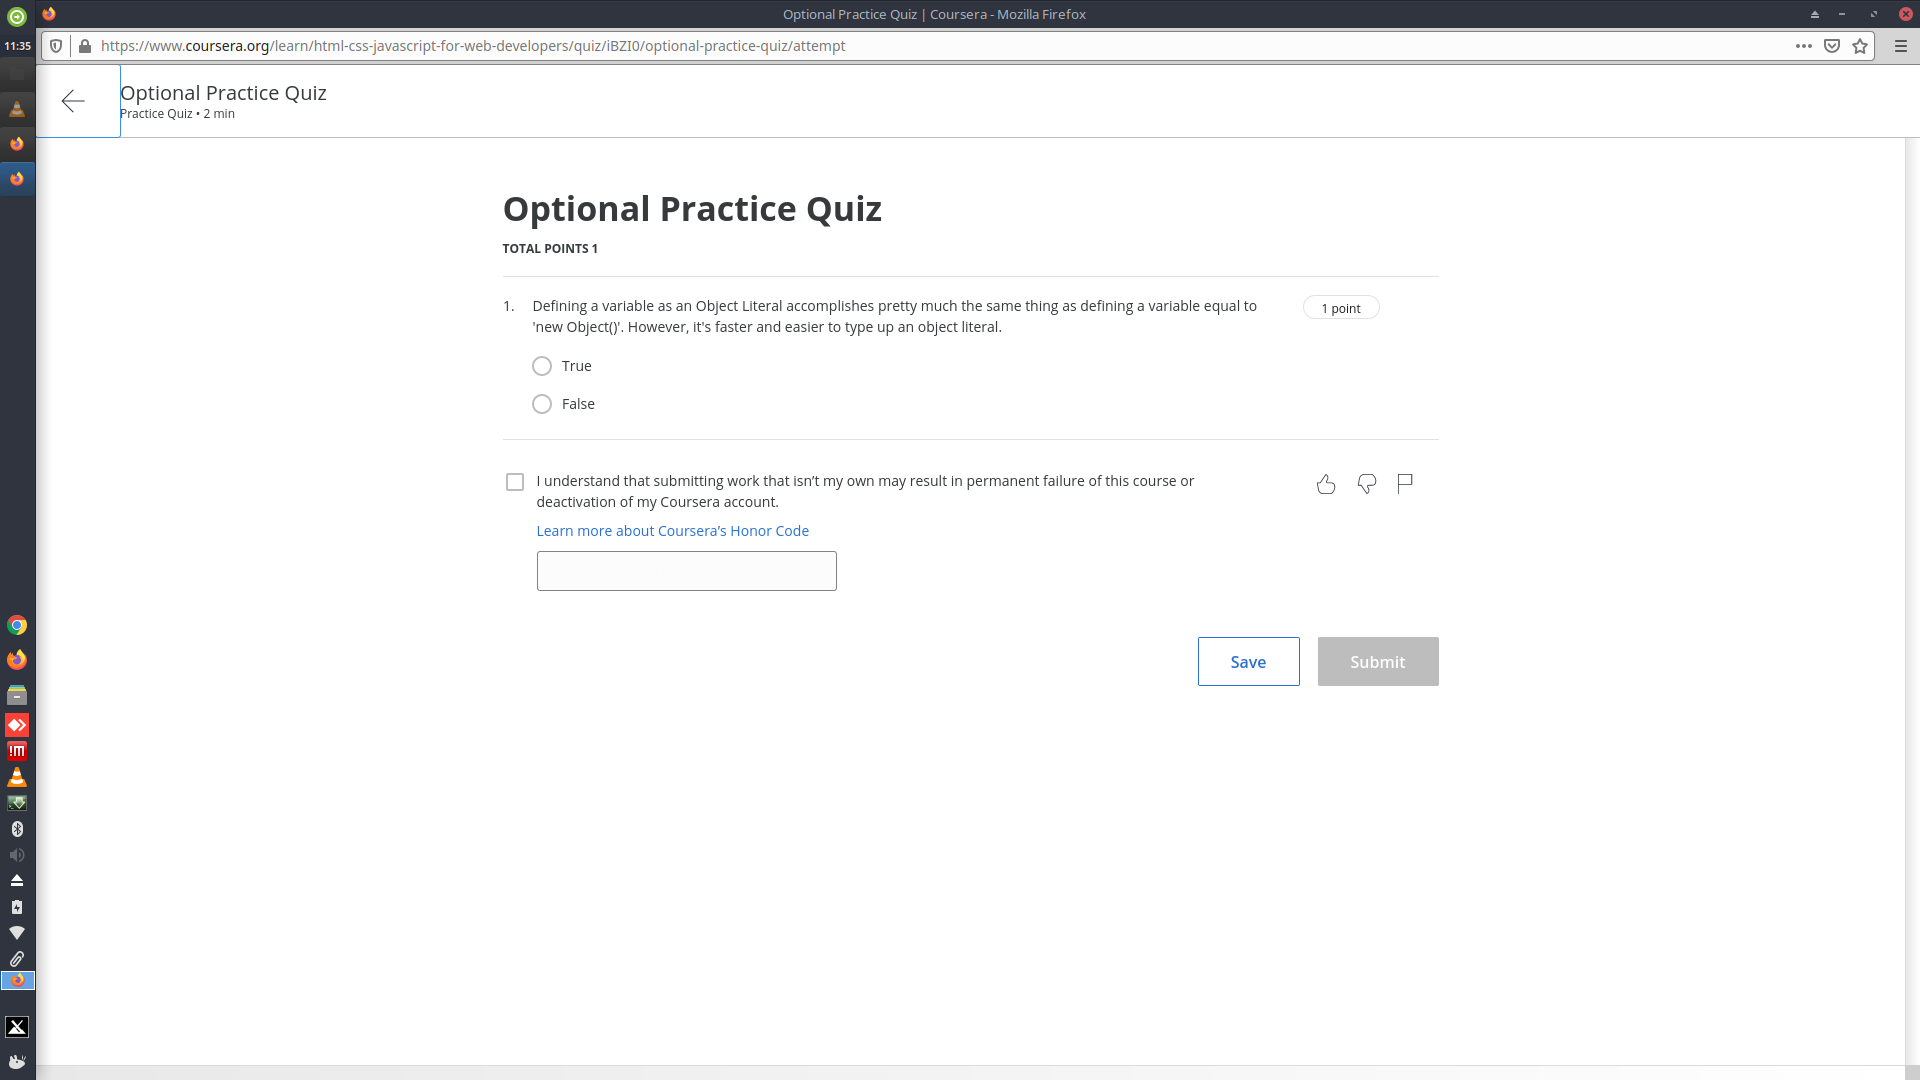 Optional Practice Quiz | Coursera - Mozilla Firefox
11:35
https://www.coursera.org/learn/html-css-javascript-for-web-developers/quiz/iBZI0/optional-practice-quiz/attempt
Optional Practice Quiz
Practice Quiz • 2 min
Optional Practice Quiz
TOTAL POINTS 1
1. Defining a variable as an Object Literal accomplishes pretty much the same thing as defining a variable equal to
'new Object()'. However, it's faster and easier to type up an object literal.
1 point
True
False
I understand that submitting work that isn’t my own may result in permanent failure of this course or
deactivation of my Coursera account.
Learn more about Coursera’s Honor Code
Save
Submit
!m